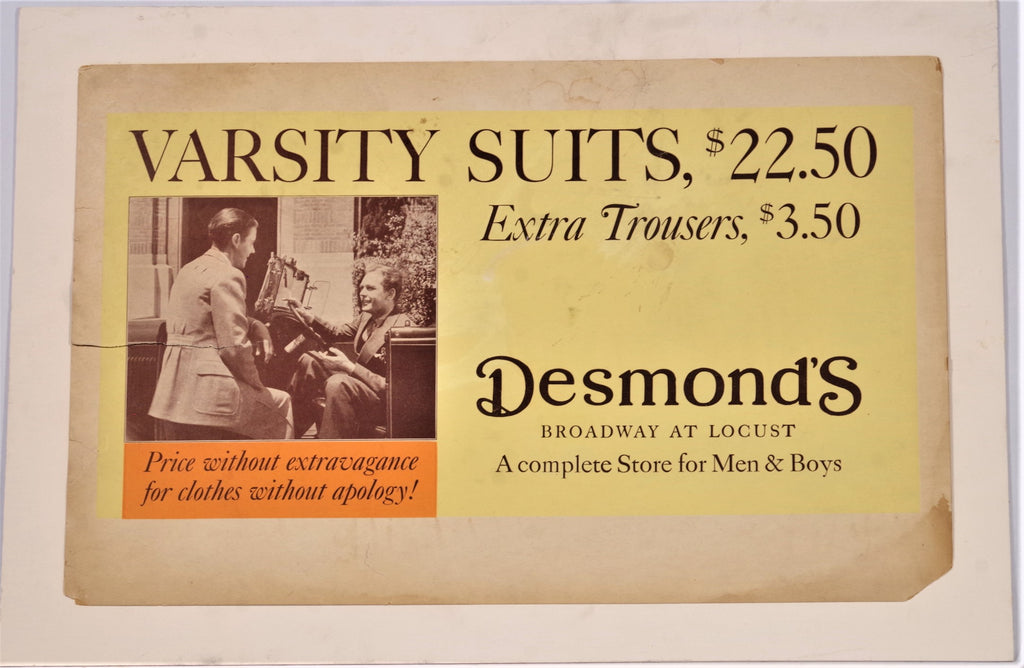 VARSITY SUITS, $22.50
Extra Trousers, $3.50
Desmond's
BROADWAY AT LOCUST
A complete Store for Men & Boys
Price without extravagance
for clothes without apology!